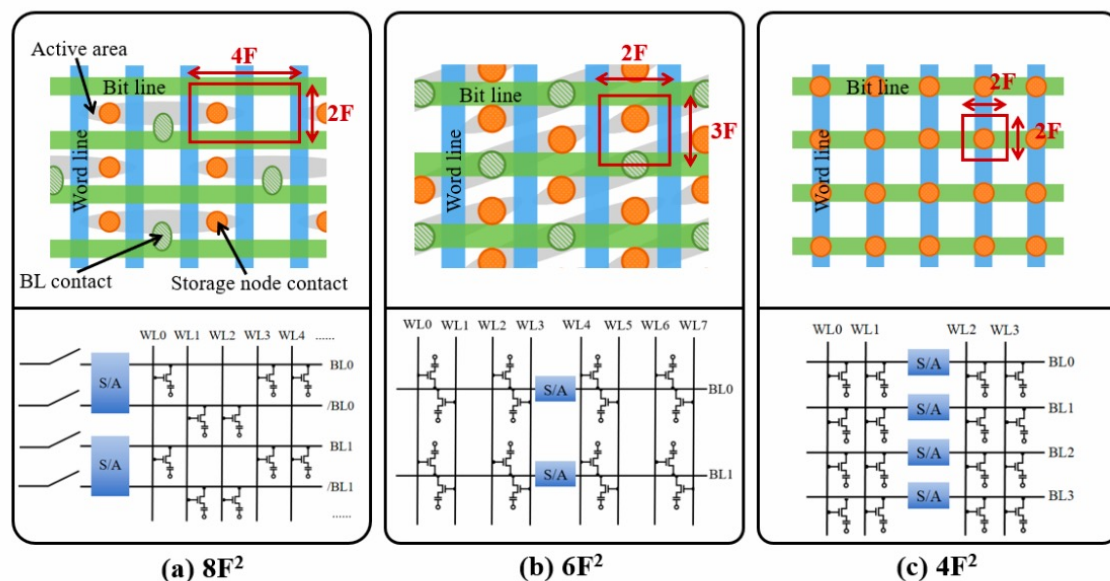 Active area
4F
Bit line
2F
Word line
BL contact
Storage node contact
WL0 WL1 WL2 WL3 WL4 ......
S/A
BL0
/BL0
S/A
BL1
/BL1
......
(a) 8F²
2F
Bit line
3F
Word line
WL0 WL1 WL2 WL3 WL4 WL5 WL6 WL7
S/A
BL0
S/A
BL1
(b) 6F²
Bit line
2F
2F
Word line
WL0 WL1 WL2 WL3
S/A
BL0
S/A
BL1
S/A
BL2
S/A
BL3
(c) 4F²